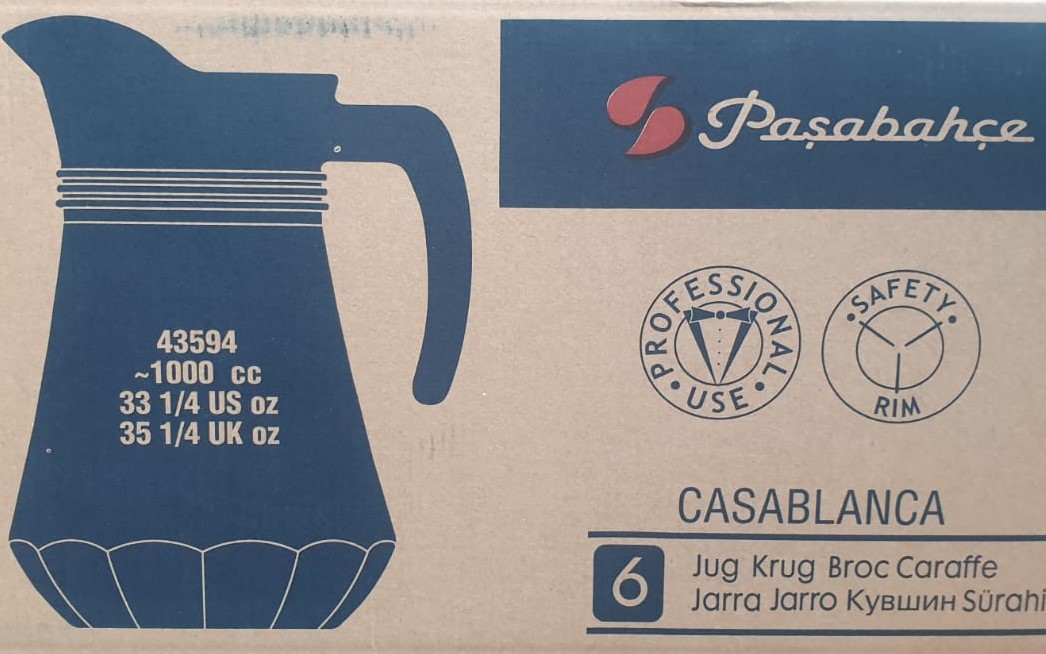 Paşabahçe
43594
~1000 cc
33 1/4 US oz
35 1/4 UK oz
• PROFESSIONAL •
USE
• SAFETY •
RIM
CASABLANCA
6
Jug Krug Broc Caraffe
Jarra Jarro Кувшин Sürahi